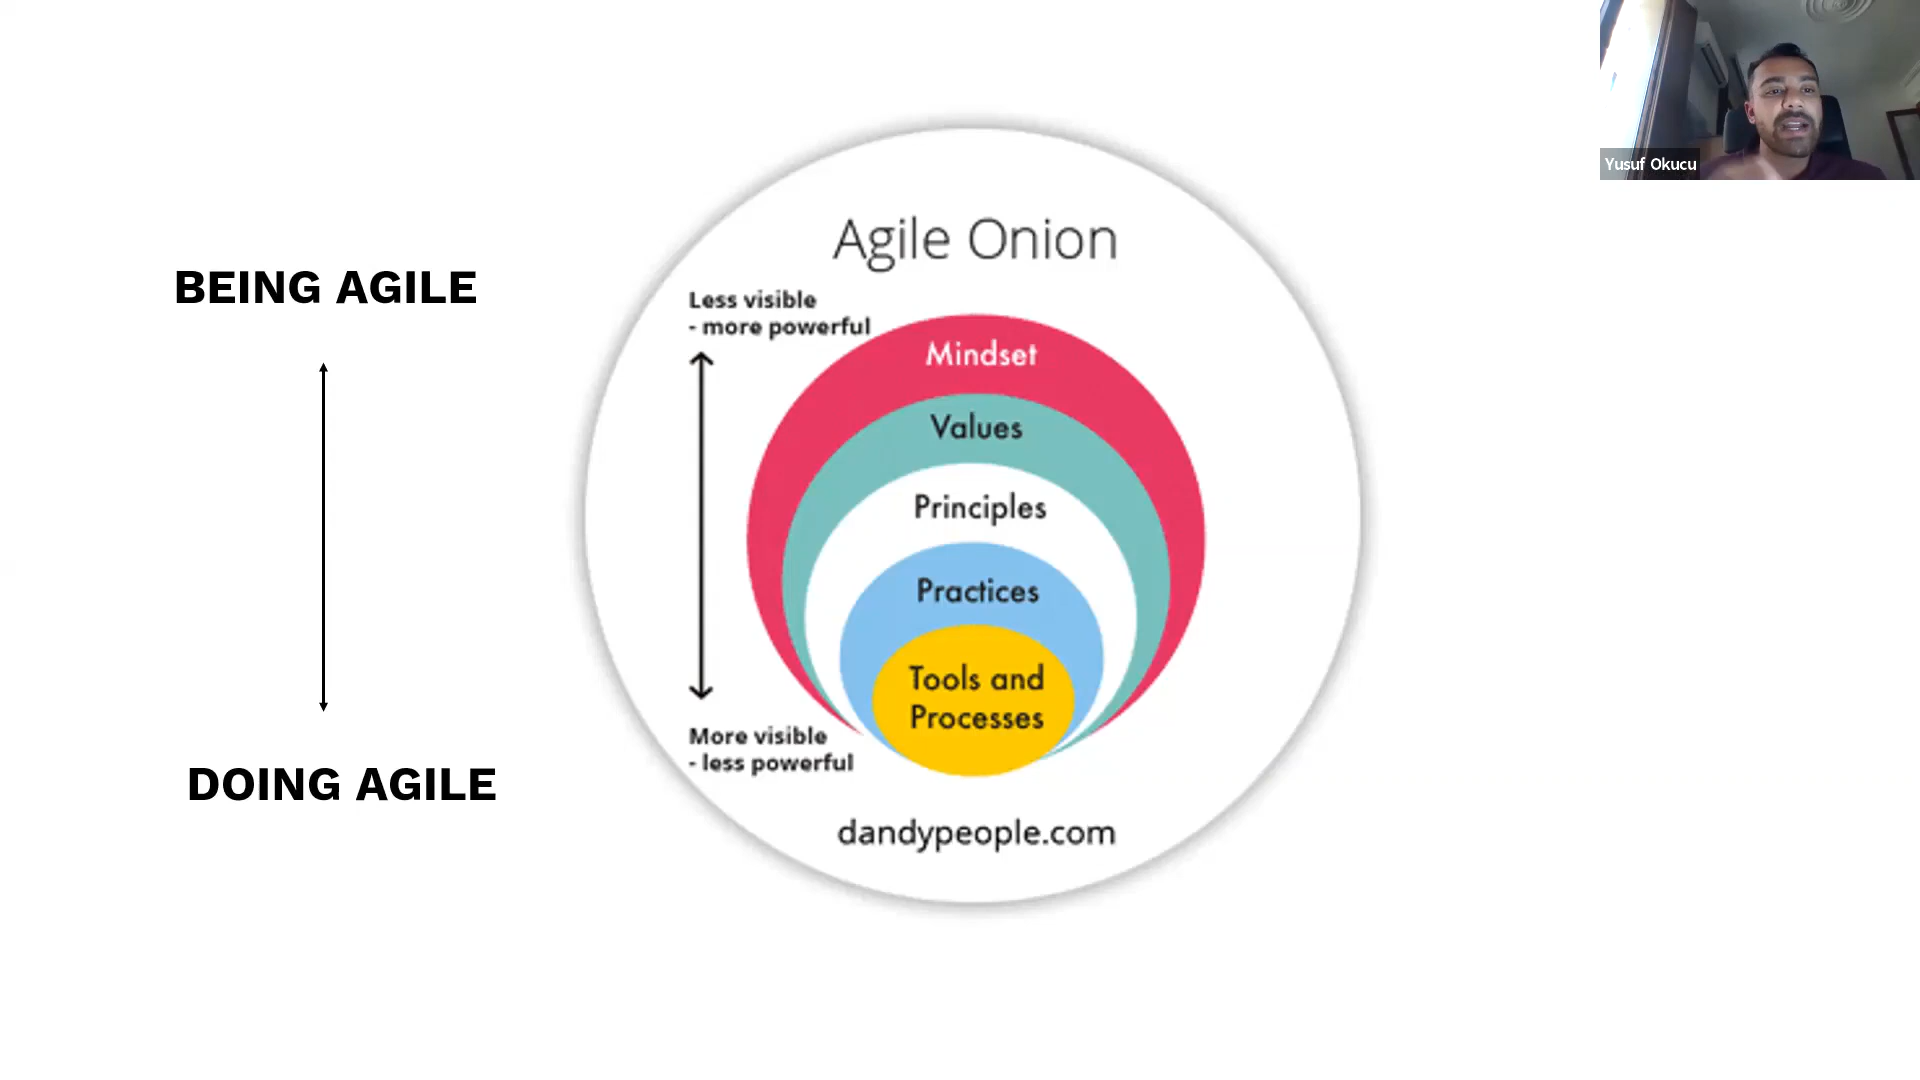 Yusuf Okucu
Agile Onion
BEING AGILE
Less visible
- more powerful
Mindset
Values
Principles
Practices
Tools and
Processes
More visible
- less powerful
DOING AGILE
dandypeople.com